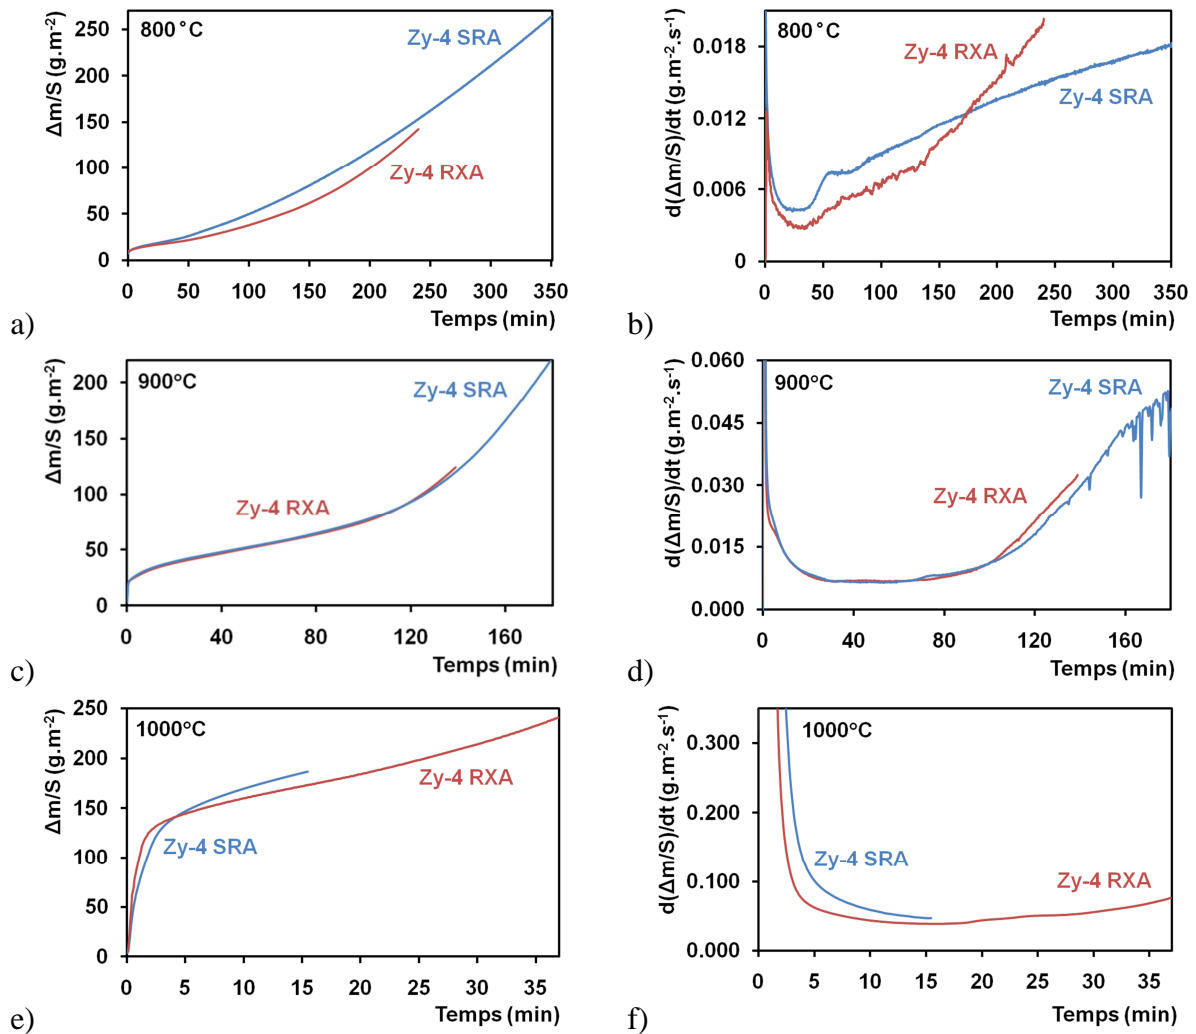 800°C
Δm/S (g.m-2)
250
200
150
100
50
0
Zy-4 SRA
Zy-4 RXA
0 50 100 150 200 250 300 350
Temps (min)
a)
800°C
d(Δm/S)/dt (g.m-2.s-1)
0.018
0.012
0.006
0
Zy-4 RXA
Zy-4 SRA
0 50 100 150 200 250 300 350
Temps (min)
b)
900°C
Δm/S (g.m-2)
200
150
100
50
0
Zy-4 SRA
Zy-4 RXA
0 40 80 120 160
Temps (min)
c)
900°C
d(Δm/S)/dt (g.m-2.s-1)
0.060
0.045
0.030
0.015
0.000
Zy-4 SRA
Zy-4 RXA
0 40 80 120 160
Temps (min)
d)
1000°C
Δm/S (g.m-2)
250
200
150
100
50
0
Zy-4 RXA
Zy-4 SRA
0 5 10 15 20 25 30 35
Temps (min)
e)
1000°C
d(Δm/S)/dt (g.m-2.s-1)
0.300
0.200
0.100
0.000
Zy-4 SRA
Zy-4 RXA
0 5 10 15 20 25 30 35
Temps (min)
f)